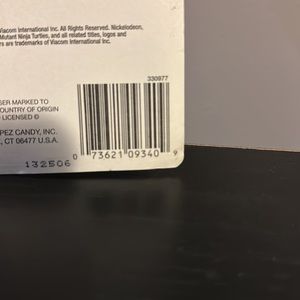 Viacom International Inc. All Rights Reserved. Nickelodeon,
Mutant Ninja Turtles, and all related titles, logos and
are trademarks of Viacom International Inc.
330977
SER MARKED TO
COUNTRY OF ORIGIN
LICENSED ©
PEZ CANDY, INC.
, CT 06477 U.S.A.
132506
0 73621 09340 9